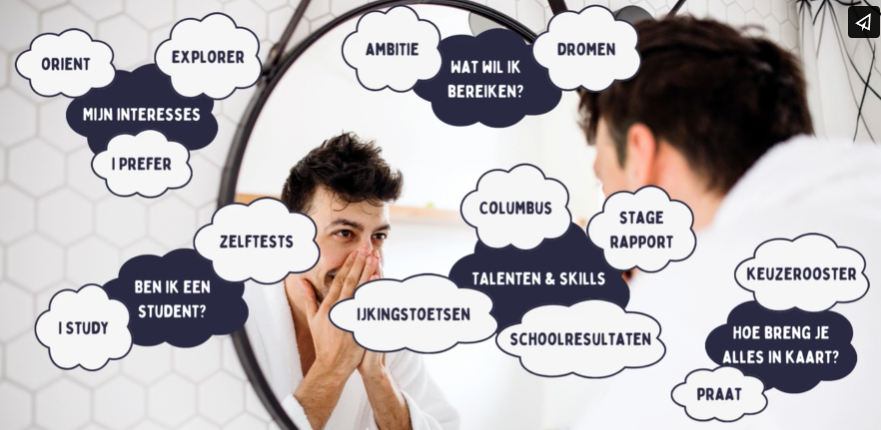 ORIENT
EXPLORER
MIJN INTERESSES
I PREFER
AMBITIE
WAT WIL IK
BEREIKEN?
DROMEN
ZELFTESTS
BEN IK EEN
STUDENT?
I STUDY
COLUMBUS
STAGE
RAPPORT
TALENTEN & SKILLS
IJKINGSTOETSEN
SCHOOLRESULTATEN
KEUZEROOSTER
HOE BRENG JE
ALLES IN KAART?
PRAAT